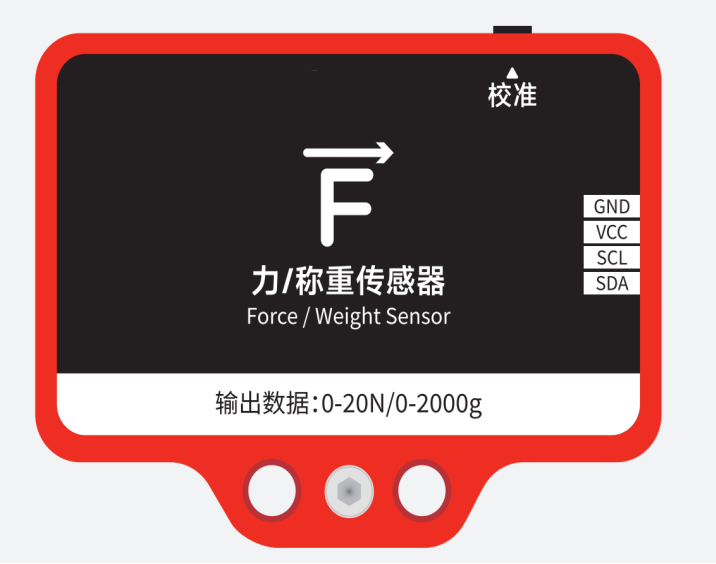 校准
F
GND
VCC
SCL
SDA
力/称重传感器
Force / Weight Sensor
输出数据:0-20N/0-2000g